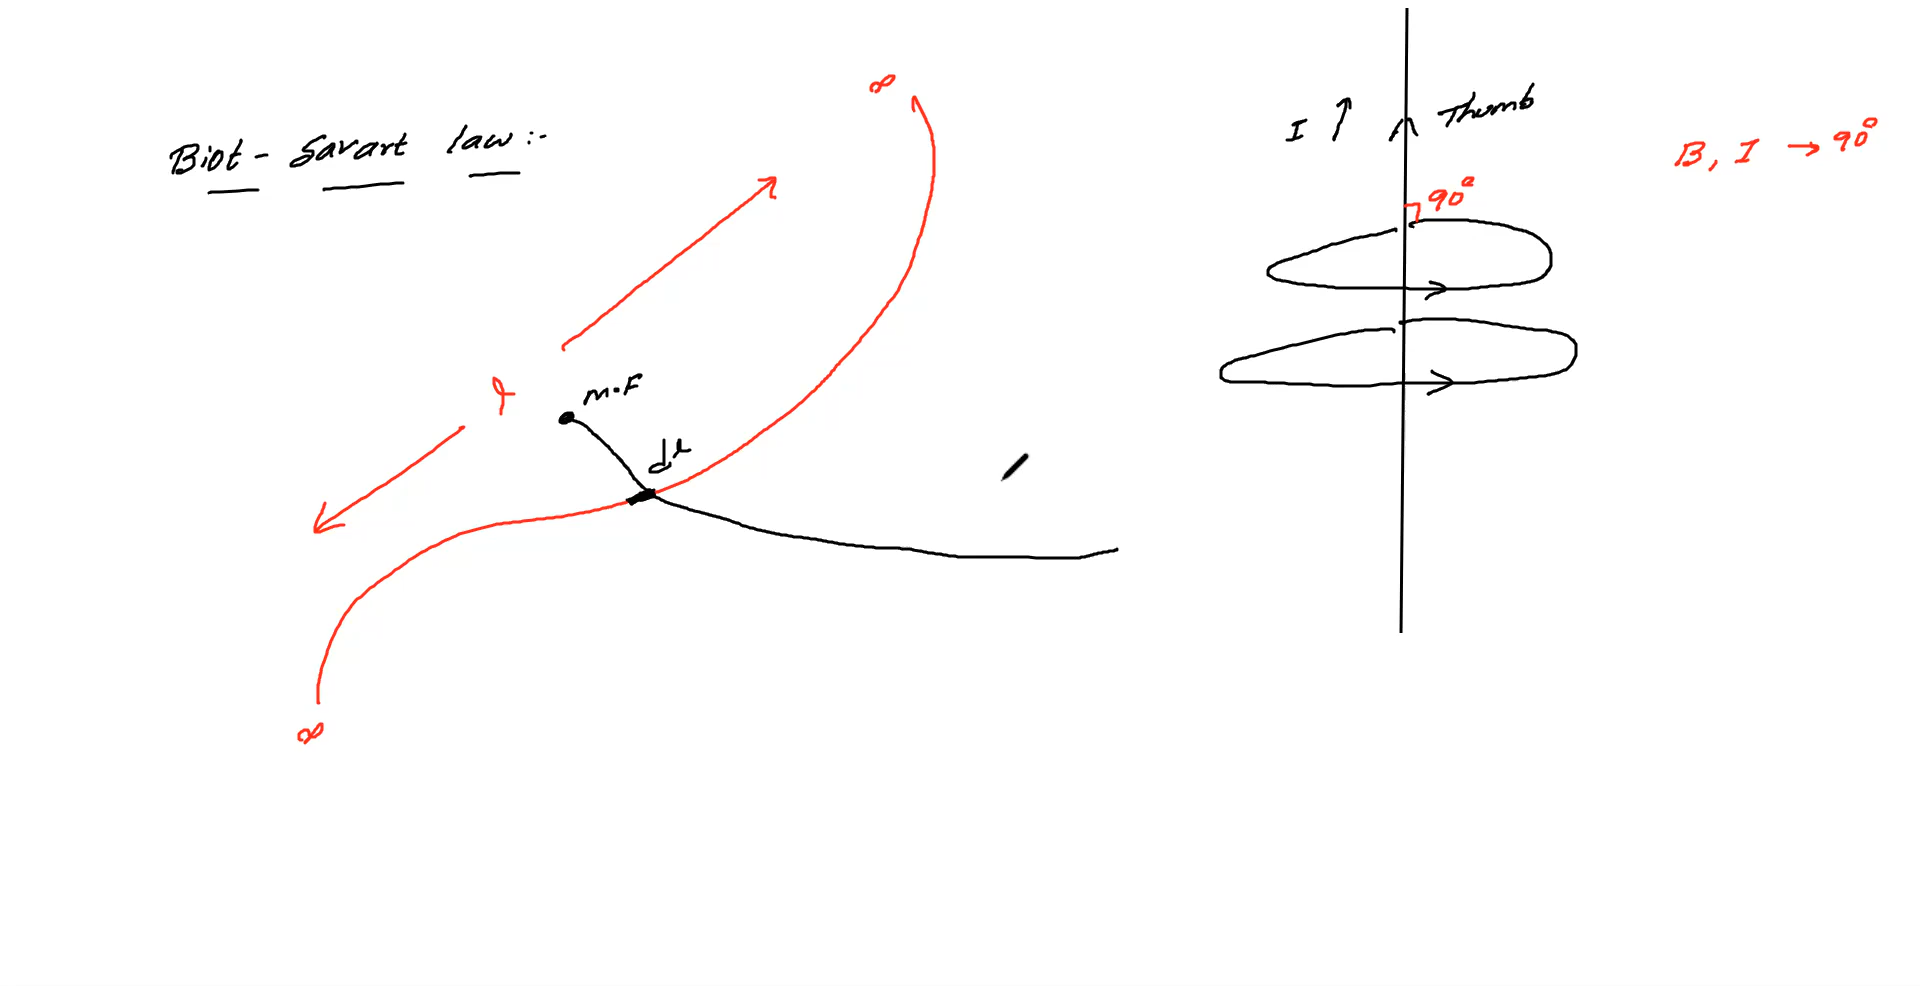 Biot - Savart law :-
∞
I
Thumb
B, I → 90°
90°
m.F
dl
∞